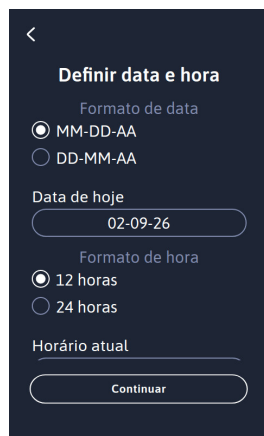 Definir data e hora
Formato de data
MM-DD-AA
DD-MM-AA
Data de hoje
02-09-26
Formato de hora
12 horas
24 horas
Horário atual
Continuar